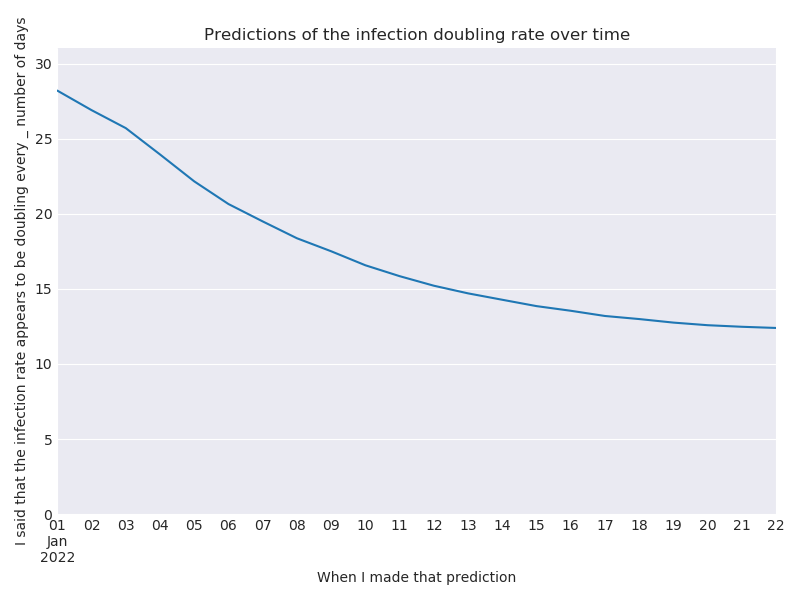 Predictions of the infection doubling rate over time
I said that the infection rate appears to be doubling every _ number of days
30
25
20
15
10
5
0
01 02 03 04 05 06 07 08 09 10 11 12 13 14 15 16 17 18 19 20 21 22
Jan
2022
When I made that prediction